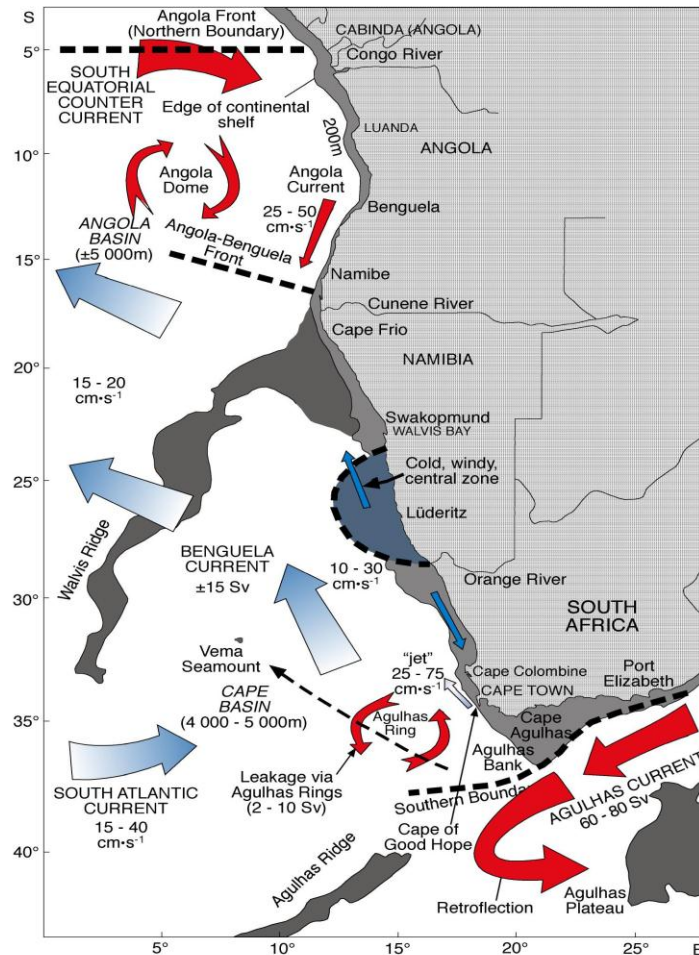 S
Angola Front
(Northern Boundary)
CABINDA (ANGOLA)
5°
Congo River
SOUTH
EQUATORIAL
COUNTER
CURRENT
Edge of continental
shelf
200m
LUANDA
10°
ANGOLA
Angola
Dome
Angola
Current
25 - 50
cm•s⁻¹
Benguela
ANGOLA
BASIN
(±5 000m)
Angola-Benguela
Front
15°
Namibe
Cunene River
Cape Frio
20°
NAMIBIA
15 - 20
cm•s⁻¹
Swakopmund
WALVIS BAY
Cold, windy,
central zone
25°
Lüderitz
Walvis Ridge
BENGUELA
CURRENT
±15 Sv
10 - 30
cm•s⁻¹
Orange River
30°
SOUTH
AFRICA
Vema
Seamount
"jet"
25 - 75
cm•s⁻¹
Cape Colombine
CAPE TOWN
Port
Elizabeth
CAPE
BASIN
(4 000 - 5 000m)
35°
Agulhas
Ring
Cape
Agulhas
Agulhas
Bank
Leakage via
Agulhas Rings
(2 - 10 Sv)
SOUTH ATLANTIC
CURRENT
15 - 40
cm•s⁻¹
Southern Bounda
AGULHAS CURRENT
60 - 80 Sv
Cape of
Good Hope
40°
Agulhas Ridge
Retroflection
Agulhas
Plateau
5°
10°
15°
20°
25°
E